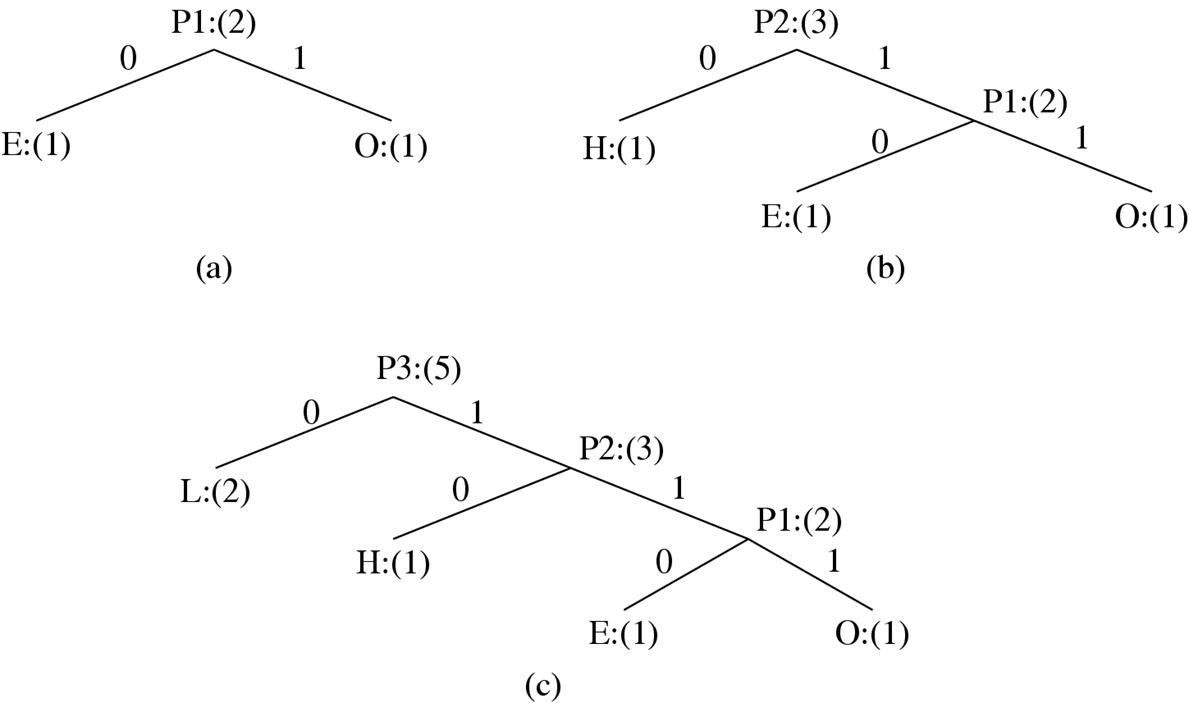 P1:(2)
0 1
E:(1) O:(1)
(a)
P2:(3)
0 1
H:(1) P1:(2)
0 1
E:(1) O:(1)
(b)
P3:(5)
0 1
L:(2) P2:(3)
0 1
H:(1) P1:(2)
0 1
E:(1) O:(1)
(c)